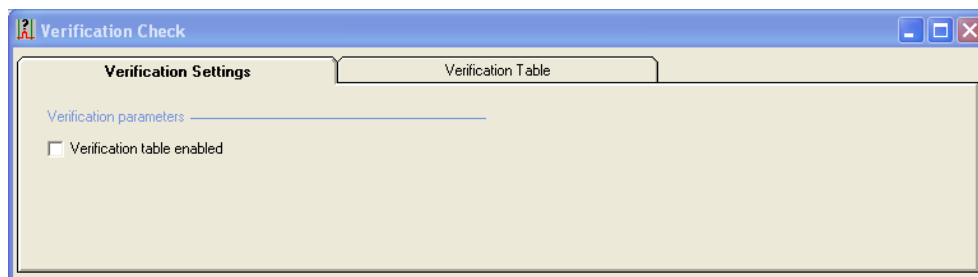 Verification Check
Verification Settings
Verification Table
Verification parameters
Verification table enabled